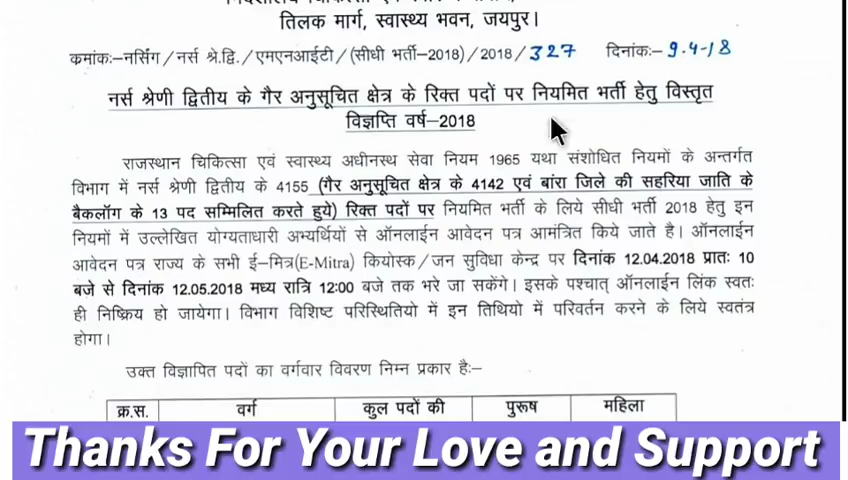 तिलक मार्ग, स्वास्थ्य भवन, जयपुर।
क्रमांकः–नर्सिंग/नर्स श्रे.द्वि./एमएनआईटी/(सीधी भर्ती–2018)/2018/327 दिनांकः– 9.4-18
नर्स श्रेणी द्वितीय के गैर अनुसूचित क्षेत्र के रिक्त पदों पर नियमित भर्ती हेतु विस्तृत
विज्ञप्ति वर्ष–2018
राजस्थान चिकित्सा एवं स्वास्थ्य अधीनस्थ सेवा नियम 1965 यथा संशोधित नियमों के अन्तर्गत
विभाग में नर्स श्रेणी द्वितीय के 4155 (गैर अनुसूचित क्षेत्र के 4142 एवं बांरा जिले की सहरिया जाति के
बैकलॉग के 13 पद सम्मिलित करते हुये) रिक्त पदों पर नियमित भर्ती के लिये सीधी भर्ती 2018 हेतु इन
नियमों में उल्लेखित योग्यताधारी अभ्यर्थियों से ऑनलाईन आवेदन पत्र आमंत्रित किये जाते है। ऑनलाईन
आवेदन पत्र राज्य के सभी ई–मित्र(E-Mitra) कियोस्क/जन सुविधा केन्द्र पर दिनांक 12.04.2018 प्रातः 10
बजे से दिनांक 12.05.2018 मध्य रात्रि 12:00 बजे तक भरे जा सकेंगे। इसके पश्चात् ऑनलाईन लिंक स्वतः
ही निष्क्रिय हो जायेगा। विभाग विशिष्ट परिस्थितियो में इन तिथियो में परिवर्तन करने के लिये स्वतंत्र
होगा।
उक्त विज्ञापित पदों का वर्गवार विवरण निम्न प्रकार हैः–
क्र.स. वर्ग कुल पदों की पुरूष महिला
Thanks For Your Love and Support